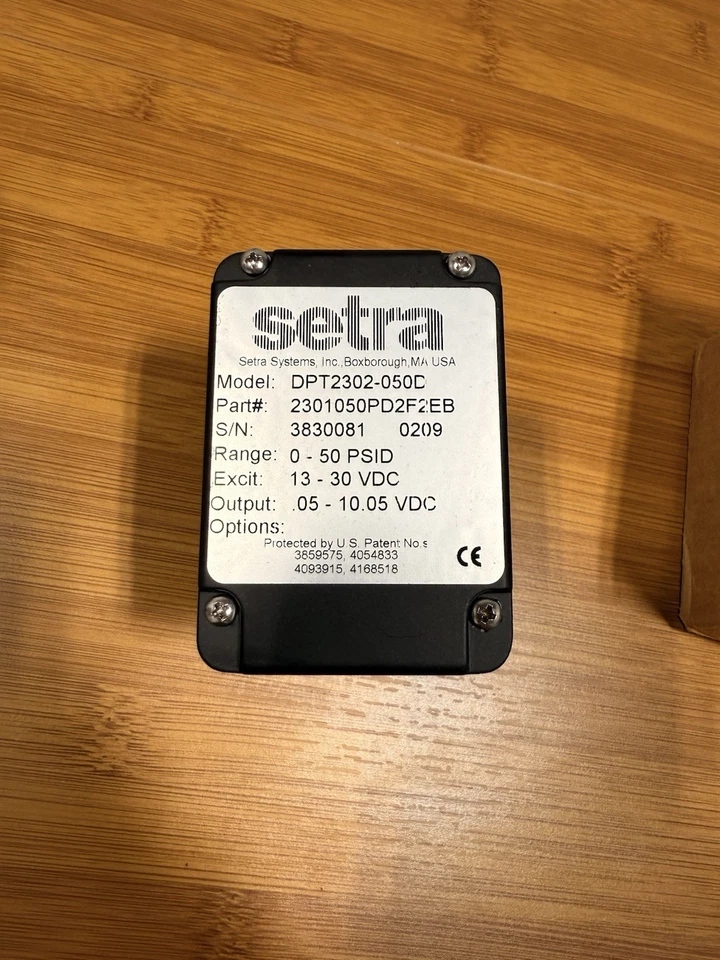 setra
Setra Systems, Inc.,Boxborough,MA USA
Model: DPT2302-050D
Part#: 2301050PD2F2EB
S/N: 3830081 0209
Range: 0 - 50 PSID
Excit: 13 - 30 VDC
Output: .05 - 10.05 VDC
Options:
Protected by U.S. Patent No.s
3859575, 4054833
4093915, 4168518
CE